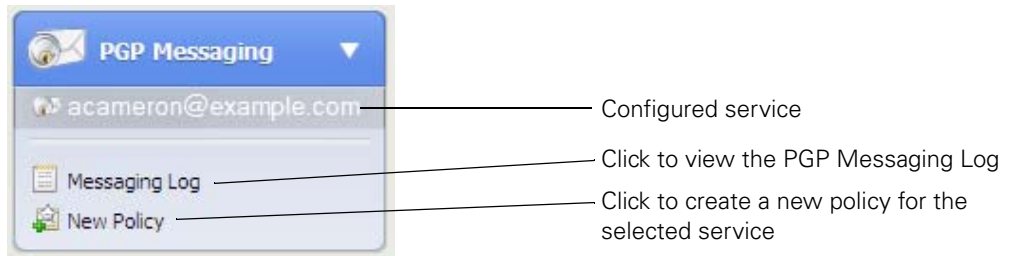 PGP Messaging
acameron@example.com
Configured service
Messaging Log
Click to view the PGP Messaging Log
New Policy
Click to create a new policy for the
selected service